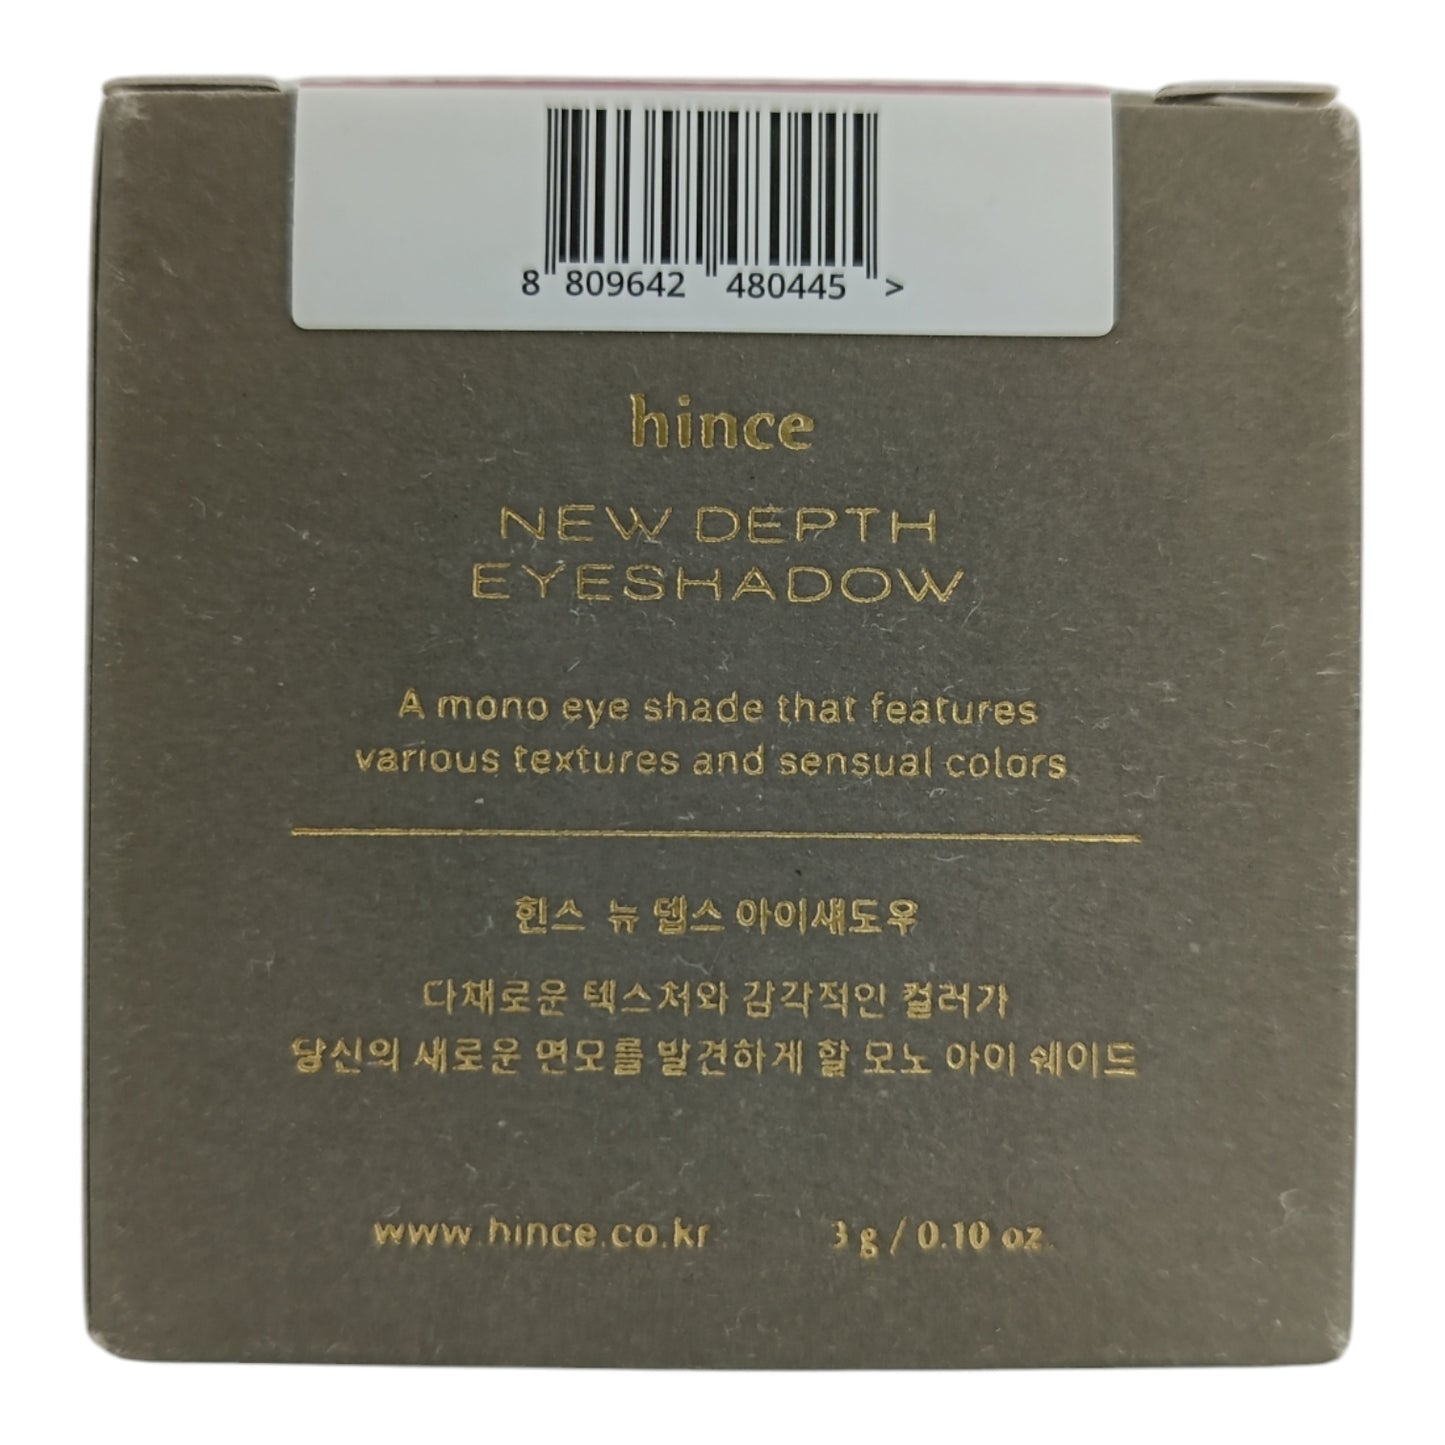 8 809642 480445 >
hince
NEW DEPTH
EYESHADOW
A mono eye shade that features
various textures and sensual colors
힌스 뉴 뎁스 아이섀도우
다채로운 텍스처와 감각적인 컬러가
당신의 새로운 면모를 발견하게 할 모노 아이 쉐이드
www.hince.co.kr 3 g / 0.10 oz.